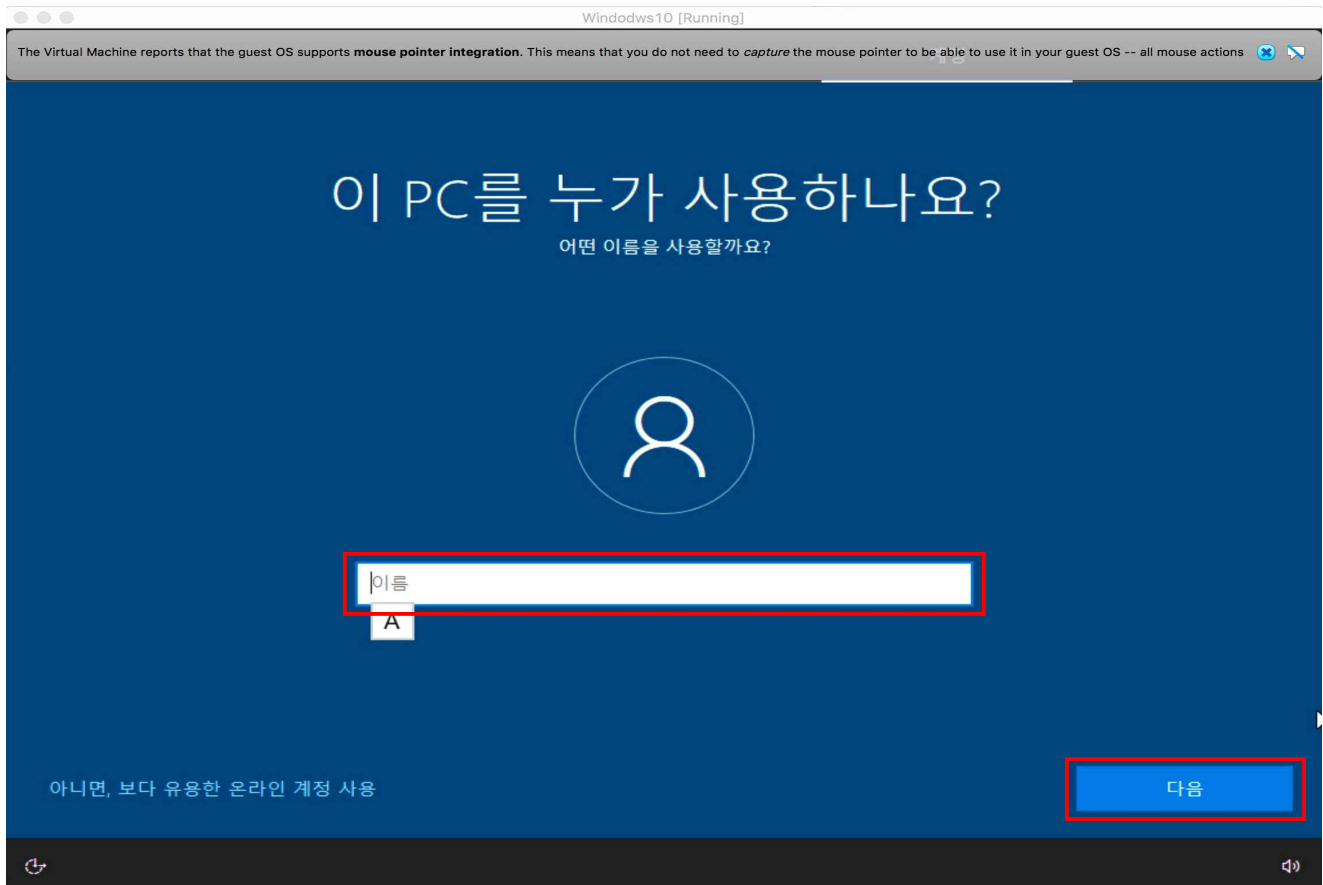 Windodws10 [Running]
The Virtual Machine reports that the guest OS supports mouse pointer integration. This means that you do not need to capture the mouse pointer to be able to use it in your guest OS -- all mouse actions
계정
이 PC를 누가 사용하나요?
어떤 이름을 사용할까요?
이름
A
아니면, 보다 유용한 온라인 계정 사용
다음